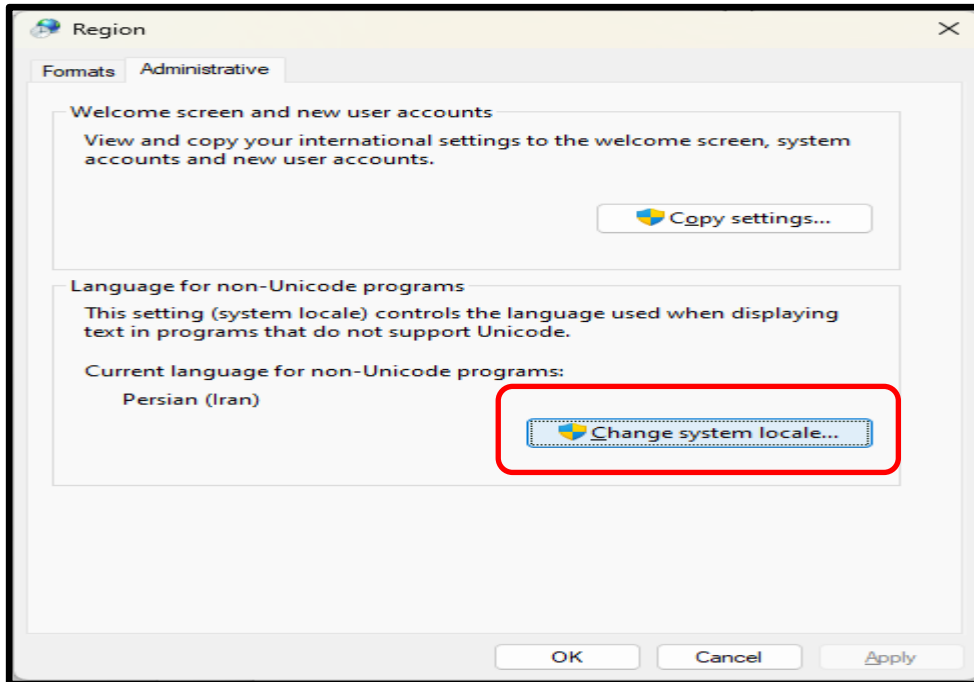 Region
Formats
Administrative
Welcome screen and new user accounts
View and copy your international settings to the welcome screen, system
accounts and new user accounts.
Copy settings...
Language for non-Unicode programs
This setting (system locale) controls the language used when displaying
text in programs that do not support Unicode.
Current language for non-Unicode programs:
Persian (Iran)
Change system locale...
OK
Cancel
Apply